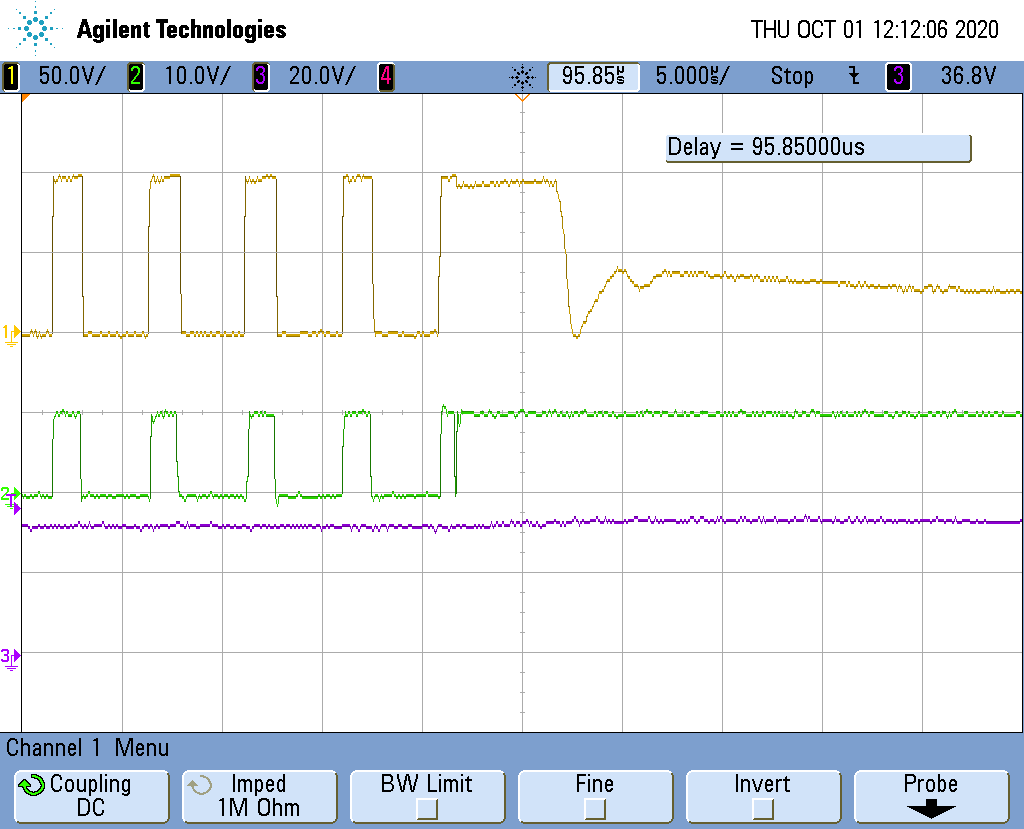 Agilent Technologies
THU OCT 01 12:12:06 2020
1 50.0V/ 2 10.0V/ 3 20.0V/ 4 95.85µs 5.000µs/ Stop 3 36.8V
Delay = 95.85000us
1
2
T
3
Channel 1 Menu
Coupling
DC
Imped
1M Ohm
BW Limit
Fine
Invert
Probe